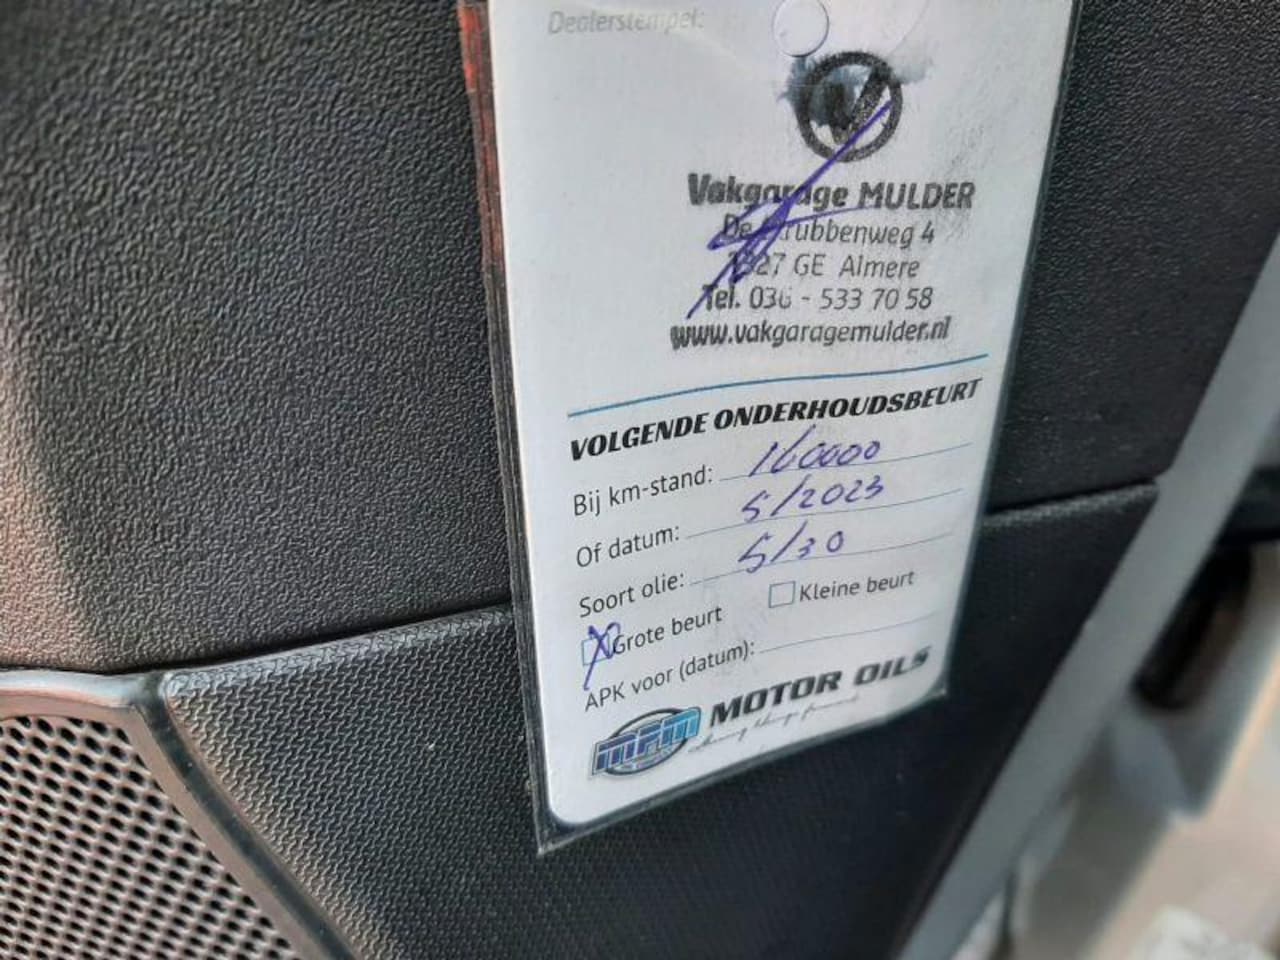 Dealerstempel:
Vakgarage MULDER
De Strubbenweg 4
1327 GE Almere
Tel. 036 - 533 70 58
www.vakgaragemulder.nl
VOLGENDE ONDERHOUDSBEURT
Bij km-stand: 160000
Of datum: 5/2023
Soort olie: 5/30
X Grote beurt Kleine beurt
APK voor (datum):
MPM MOTOR OILS